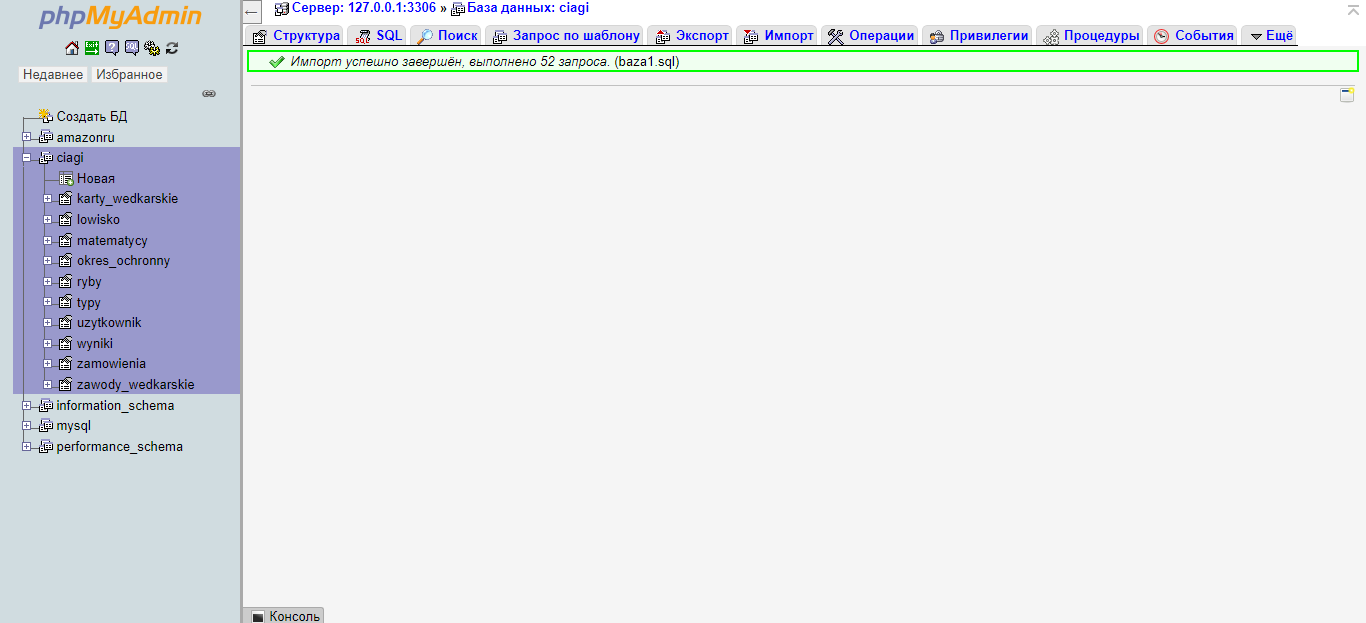 phpMyAdmin
Недавнее Избранное
Создать БД
amazonru
ciagi
Новая
karty_wedkarskie
lowisko
matematycy
okres_ochronny
ryby
typy
uzytkownik
wyniki
zamowienia
zawody_wedkarskie
information_schema
mysql
performance_schema
Сервер: 127.0.0.1:3306 » База данных: ciagi
Структура SQL Поиск Запрос по шаблону Экспорт Импорт Операции Привилегии Процедуры События Ещё
Импорт успешно завершён, выполнено 52 запроса. (baza1.sql)
Консоль